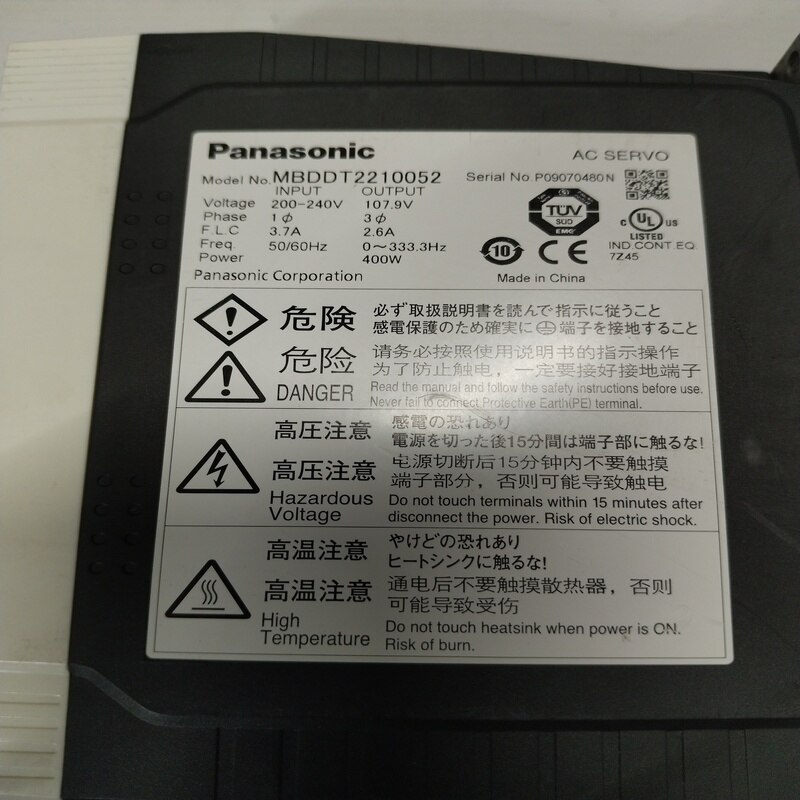 Panasonic
AC SERVO
Model No. MBDDT2210052
Serial No P09070480N
INPUT OUTPUT
Voltage 200-240V 107.9V
Phase 1ϕ 3ϕ
F.L.C 3.7A 2.6A
Freq. 50/60Hz 0~333.3Hz
Power 400W
Panasonic Corporation
TÜV
SÜD
EMC
10
CE
Made in China
c UL US
LISTED
IND.CONT.EQ
7Z45
危険
必ず取扱説明書を読んで指示に従うこと
感電保護のため確実に⏚端子を接地すること
危险
请务必按照使用说明书的指示操作
为了防止触电，一定要接好接地端子
DANGER
Read the manual and follow the safety instructions before use.
Never fail to connect Protective Earth(PE) terminal.
高圧注意
感電の恐れあり
電源を切った後15分間は端子部に触るな!
高压注意
电源切断后15分钟内不要触摸
端子部分，否则可能导致触电
Hazardous
Voltage
Do not touch terminals within 15 minutes after
disconnect the power. Risk of electric shock.
高温注意
やけどの恐れあり
ヒートシンクに触るな!
高温注意
通电后不要触摸散热器，否则
可能导致受伤
High
Temperature
Do not touch heatsink when power is ON.
Risk of burn.